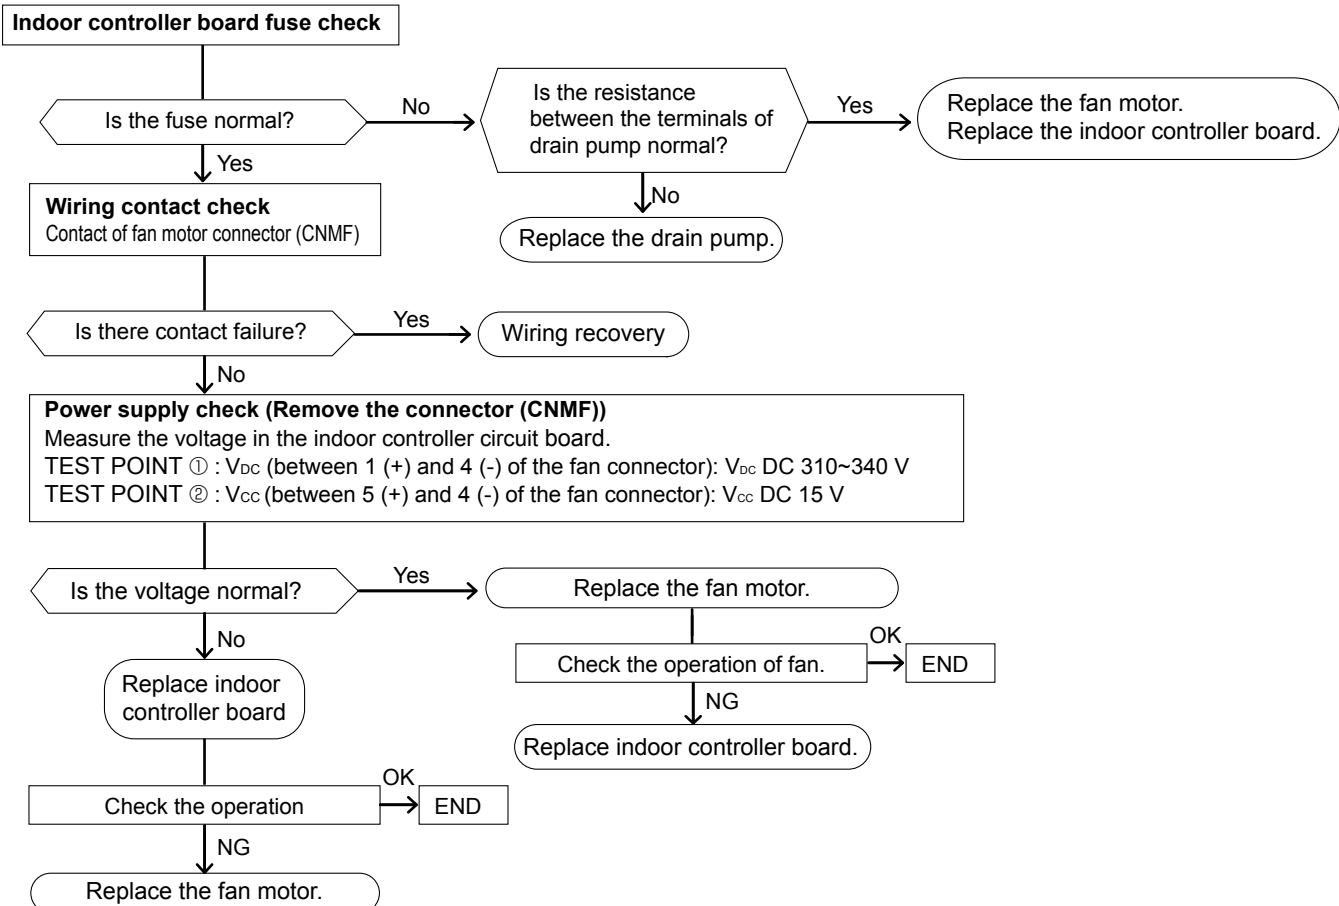 Indoor controller board fuse check
Is the fuse normal?
No
Is the resistance
between the terminals of
drain pump normal?
Yes
Replace the fan motor.
Replace the indoor controller board.
Yes
No
Wiring contact check
Contact of fan motor connector (CNMF)
Replace the drain pump.
Is there contact failure?
Yes
Wiring recovery
No
Power supply check (Remove the connector (CNMF))
Measure the voltage in the indoor controller circuit board.
TEST POINT ① : VDC (between 1 (+) and 4 (-) of the fan connector): VDC DC 310~340 V
TEST POINT ② : VCC (between 5 (+) and 4 (-) of the fan connector): VCC DC 15 V
Is the voltage normal?
Yes
Replace the fan motor.
No
Check the operation of fan.
OK
END
NG
Replace indoor controller board.
Replace indoor
controller board
Check the operation
OK
END
NG
Replace the fan motor.